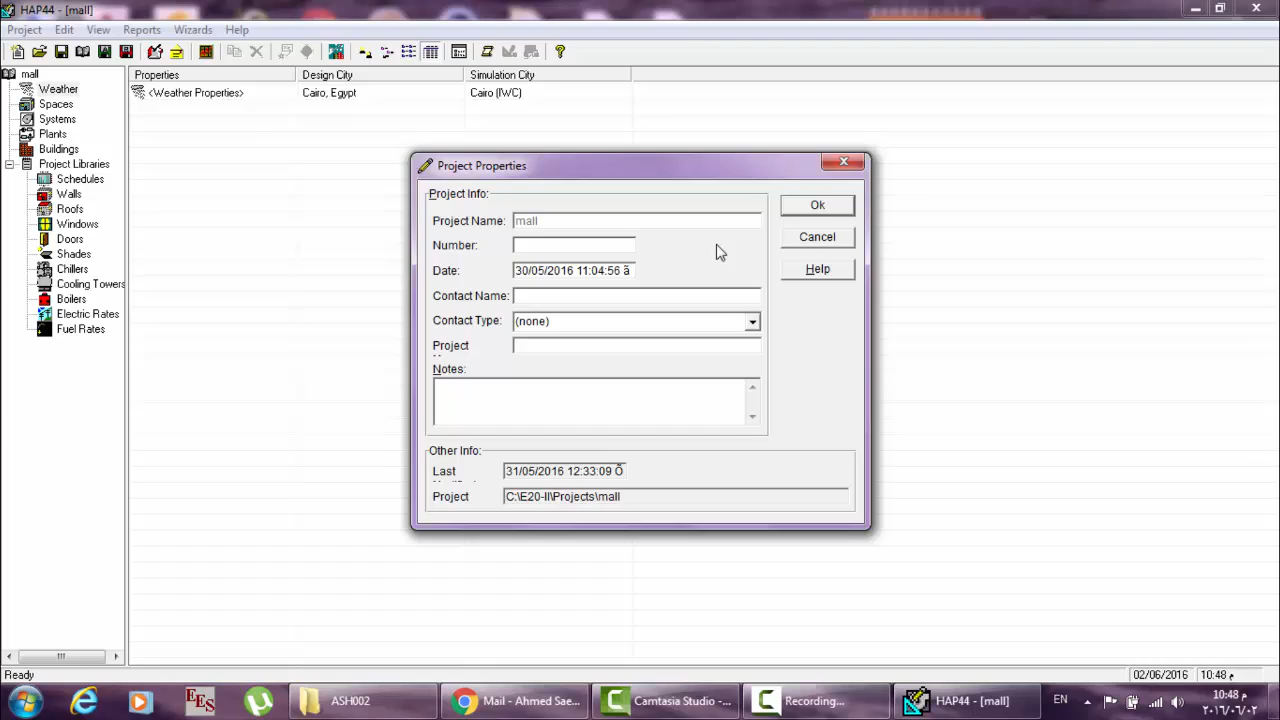 HAP44 - [mall]
Project Edit View Reports Wizards Help
mall
Weather
Spaces
Systems
Plants
Buildings
Project Libraries
Schedules
Walls
Roofs
Windows
Doors
Shades
Chillers
Cooling Towers
Boilers
Electric Rates
Fuel Rates
Properties Design City Simulation City
<Weather Properties> Cairo, Egypt Cairo (IWC)
Project Properties
Project Info:
Project Name: mall
Number:
Date: 30/05/2016 11:04:56 ã
Contact Name:
Contact Type: (none)
Project
Notes:
Ok
Cancel
Help
Other Info:
Last 31/05/2016 12:33:09 Õ
Project C:\E20-II\Projects\mall
Ready 02/06/2016 10:48 م
EES ASH002 Mail - Ahmed Sae... Camtasia Studio -... Recording... HAP44 - [mall] EN 10:48 م
٢٠١٦/٠٦/٠٢